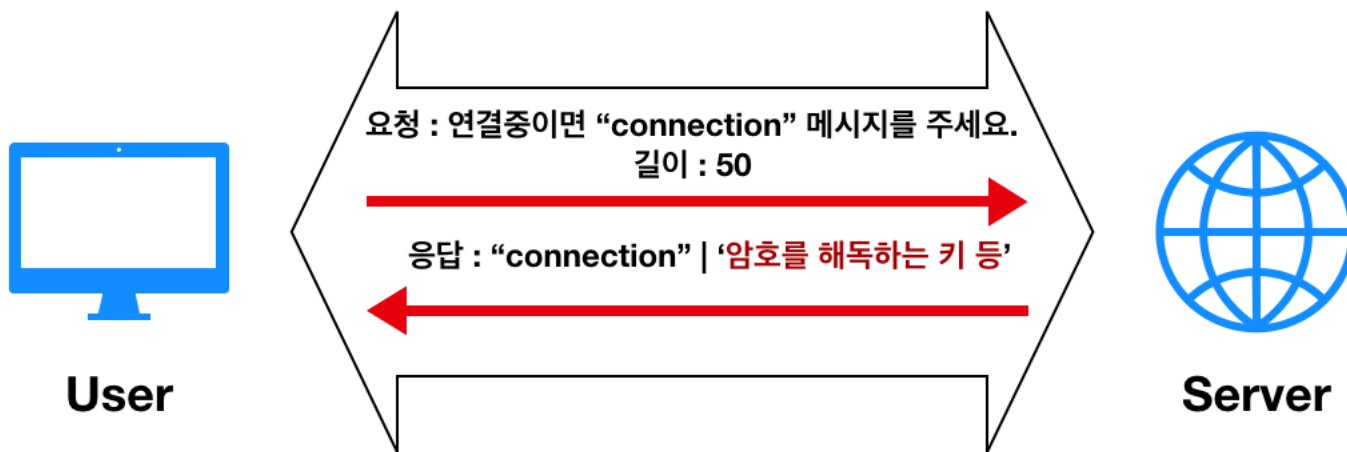 요청 : 연결중이면 “connection” 메시지를 주세요.
길이 : 50
응답 : “connection” | ‘암호를 해독하는 키 등’
User
Server